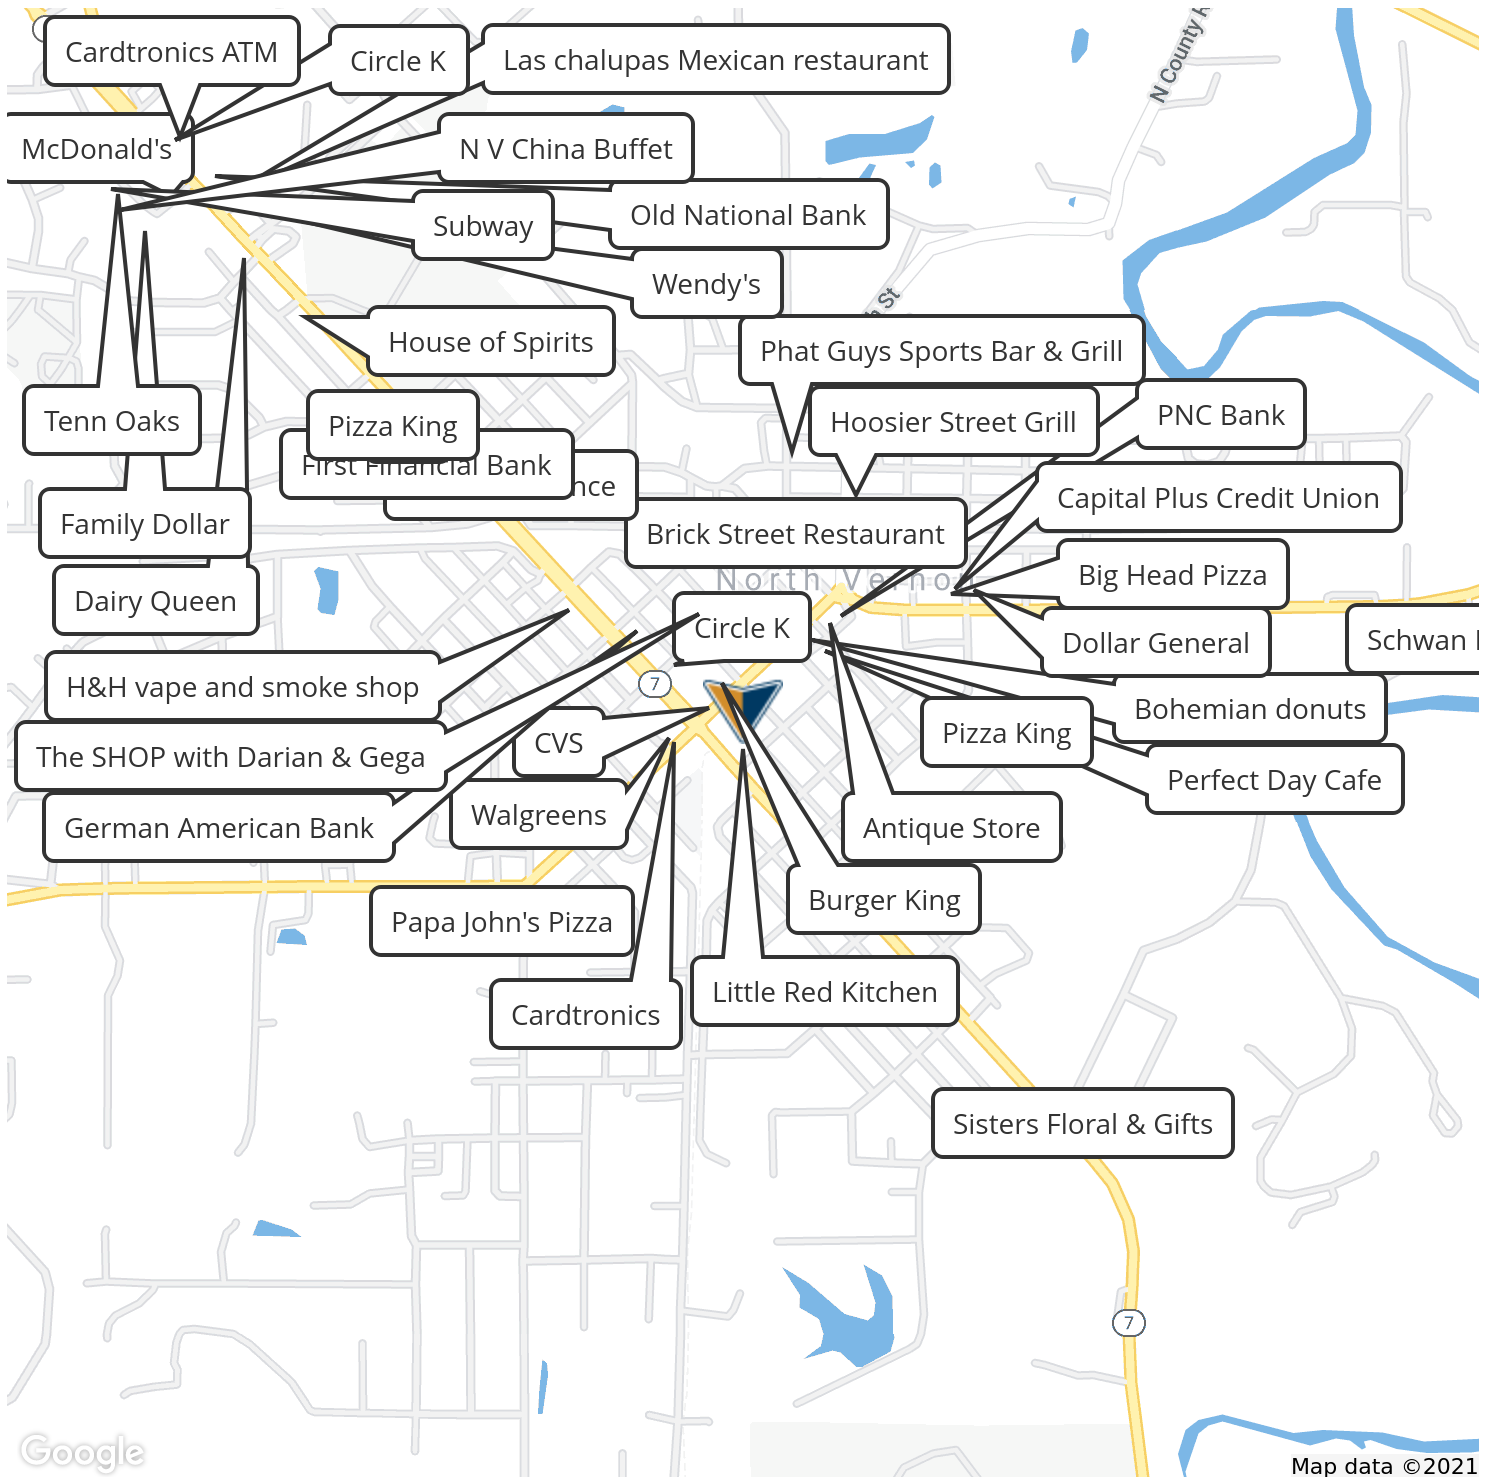 Cardtronics ATM
Circle K
Las chalupas Mexican restaurant
N County R
McDonald's
N V China Buffet
Subway
Old National Bank
Wendy's
h St
House of Spirits
Phat Guys Sports Bar & Grill
Tenn Oaks
Pizza King
Hoosier Street Grill
PNC Bank
First Financial Bank
nce
Capital Plus Credit Union
Family Dollar
Brick Street Restaurant
North Vernon
Big Head Pizza
Dairy Queen
Circle K
Dollar General
Schwan
H&H vape and smoke shop
7
Bohemian donuts
The SHOP with Darian & Gega
CVS
Pizza King
Perfect Day Cafe
German American Bank
Walgreens
Antique Store
Papa John's Pizza
Burger King
Cardtronics
Little Red Kitchen
Sisters Floral & Gifts
7
Google
Map data ©2021